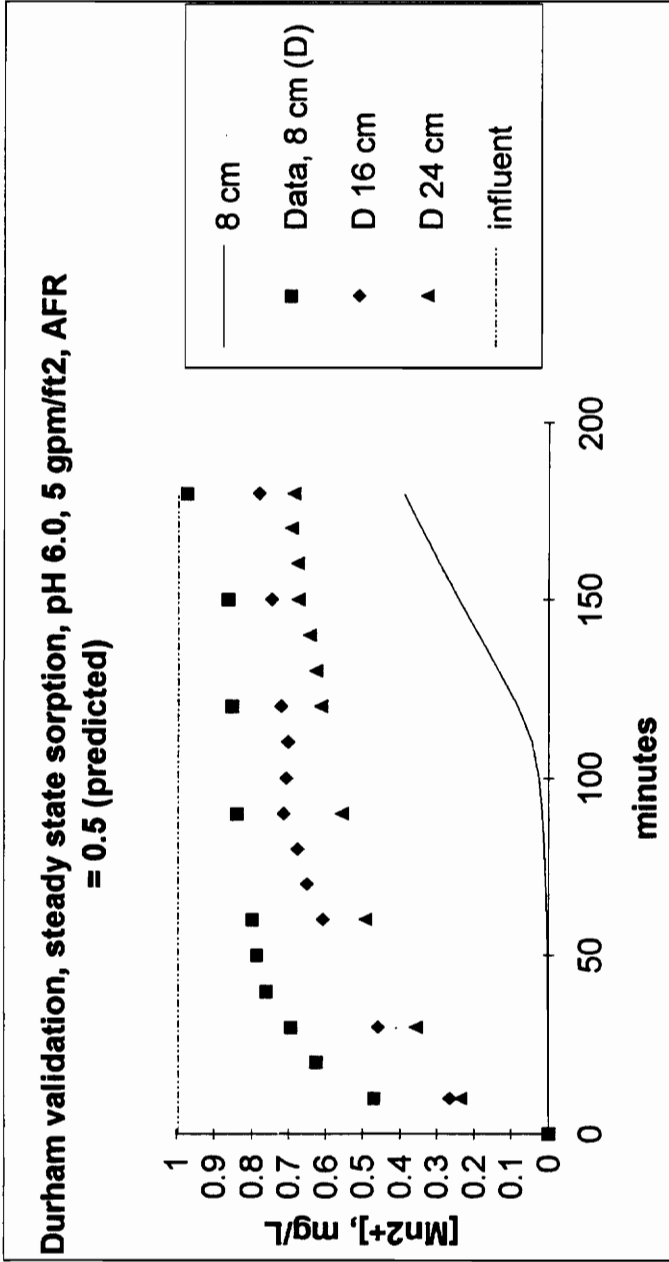 Durham validation, steady state sorption, pH 6.0, 5 gpm/ft2, AFR
= 0.5 (predicted)
[Mn2+], mg/L
1
0.9
0.8
0.7
0.6
0.5
0.4
0.3
0.2
0.1
0
0
50
100
150
200
minutes
8 cm
Data, 8 cm (D)
D 16 cm
D 24 cm
influent